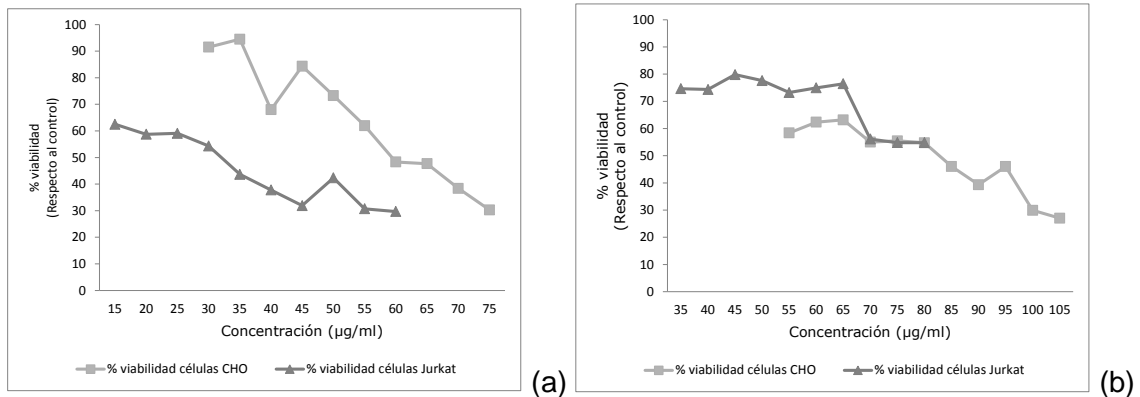 100
90
80
70
60
50
40
30
20
10
0
% viabilidad
(Respecto al control)
15 20 25 30 35 40 45 50 55 60 65 70 75
Concentración (µg/ml)
% viabilidad células CHO % viabilidad células Jurkat
(a)
100
90
80
70
60
50
40
30
20
10
0
% viabilidad
(Respecto al control)
35 40 45 50 55 60 65 70 75 80 85 90 95 100 105
Concentración (µg/ml)
% viabilidad células CHO % viabilidad células Jurkat
(b)